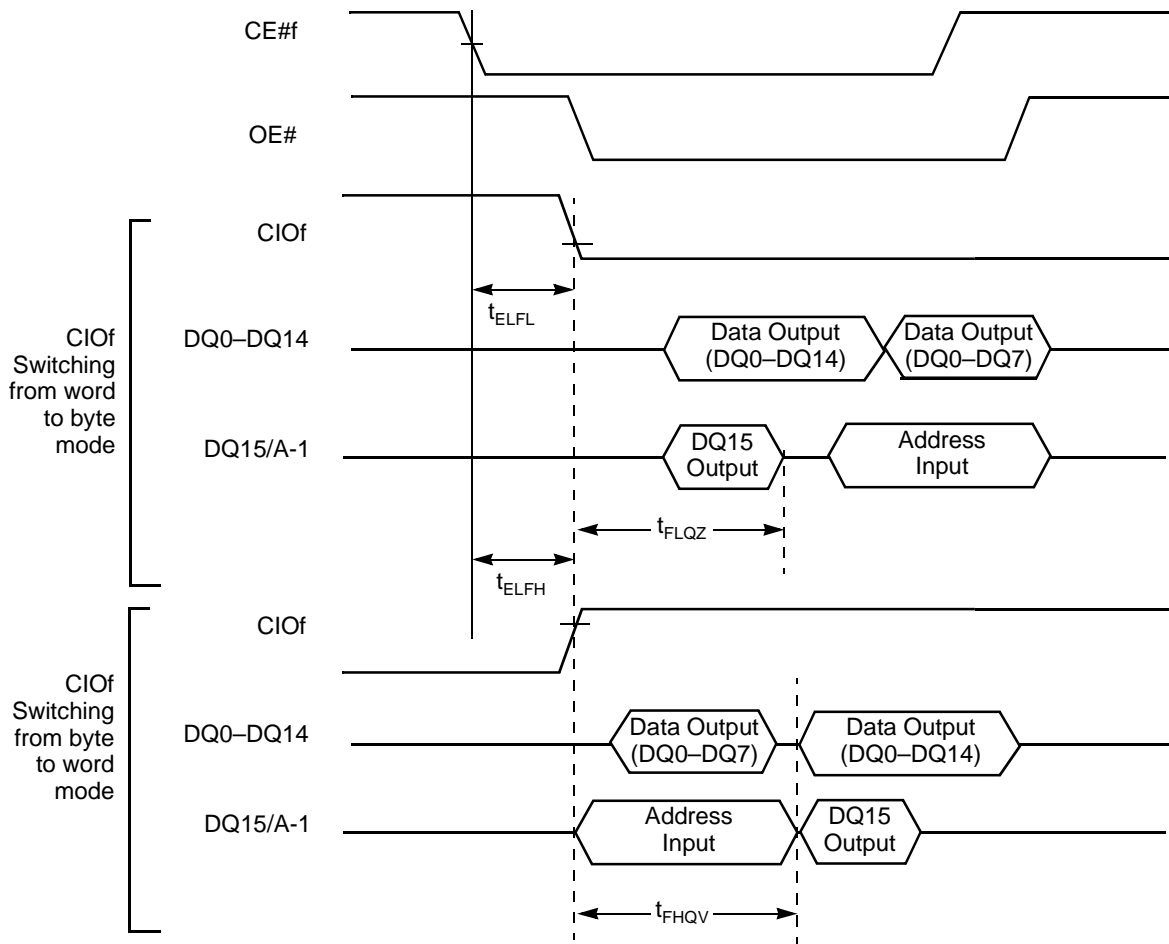 CE#f
OE#
CIOf
tELFL
CIOf
Switching
from word
to byte
mode
DQ0–DQ14
Data Output
(DQ0–DQ14)
Data Output
(DQ0–DQ7)
DQ15/A-1
DQ15
Output
Address
Input
tFLQZ
tELFH
CIOf
CIOf
Switching
from byte
to word
mode
DQ0–DQ14
Data Output
(DQ0–DQ7)
Data Output
(DQ0–DQ14)
DQ15/A-1
Address
Input
DQ15
Output
tFHQV